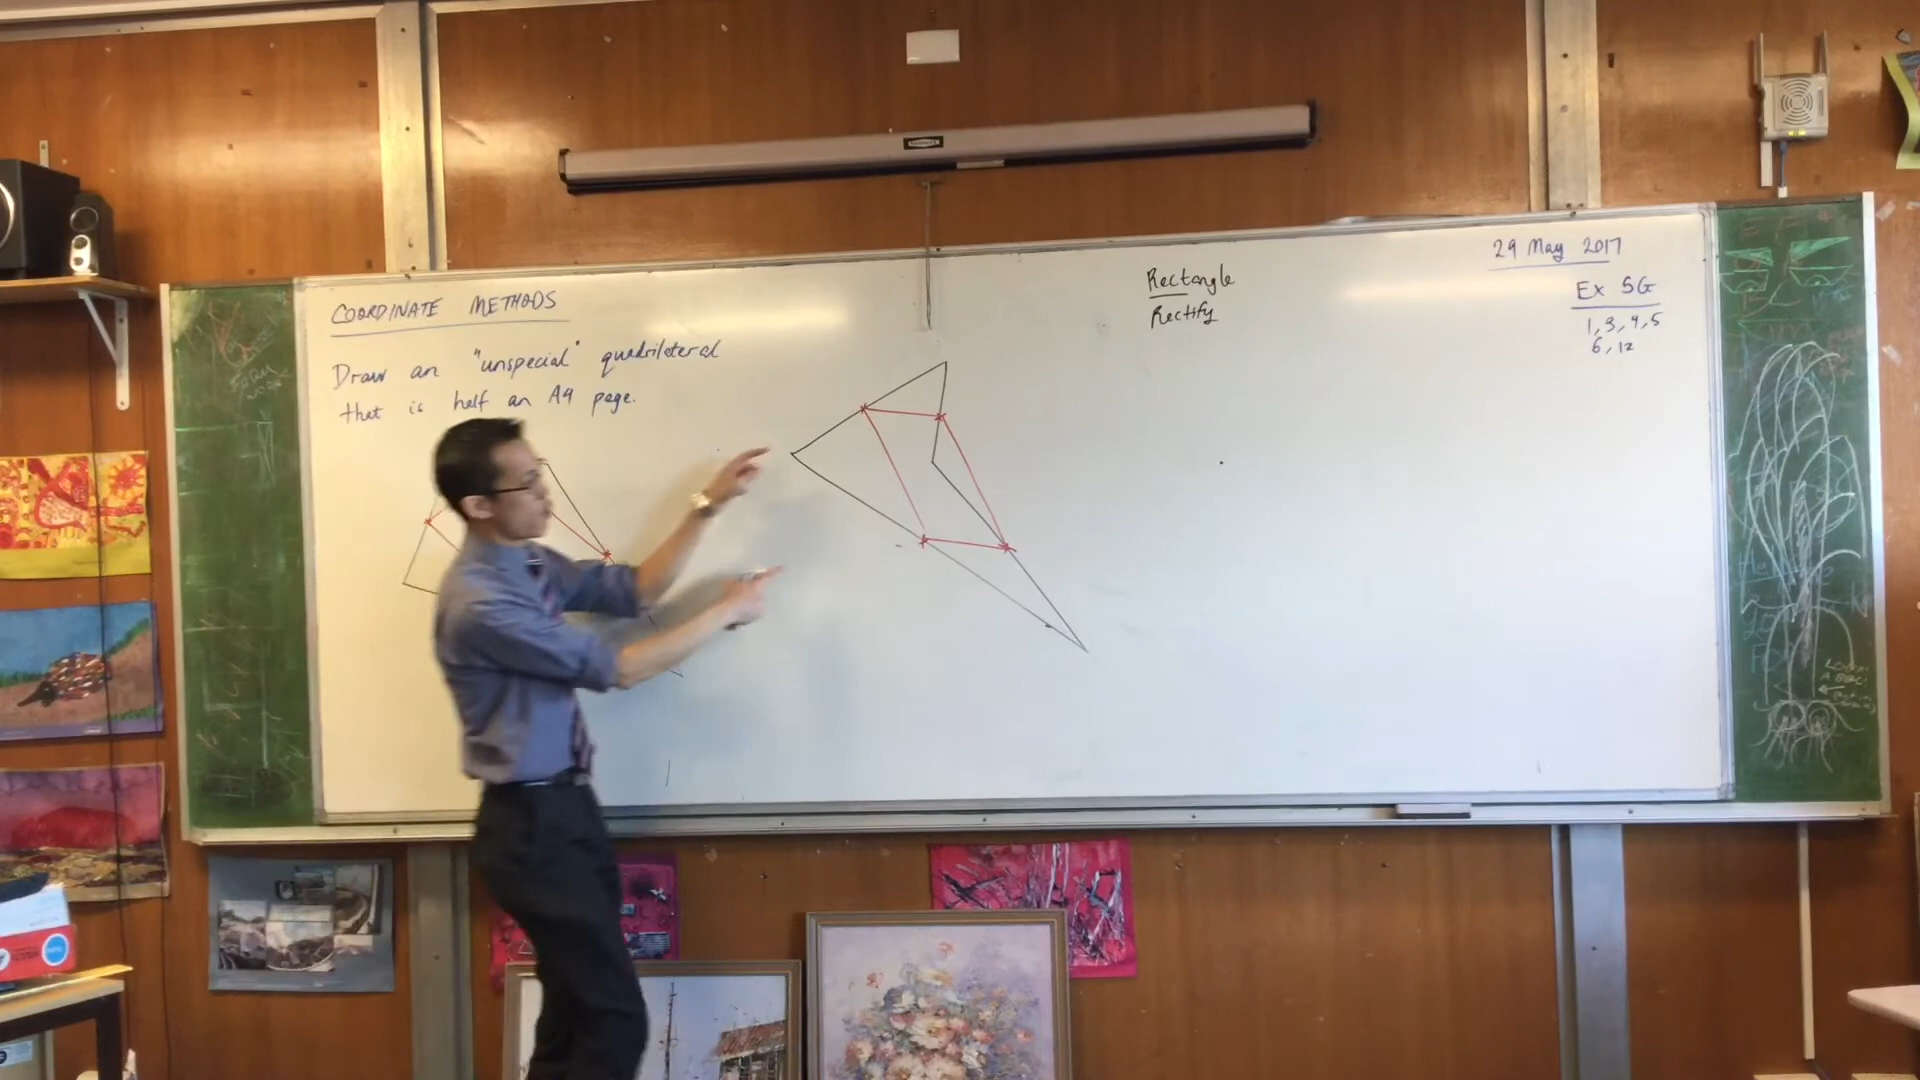 COORDINATE METHODS
Draw an "unspecial" quadrilateral
that is half an A4 page.
Rectangle
Rectify
29 May 2017
Ex 5G
1, 3, 4, 5
6, 12